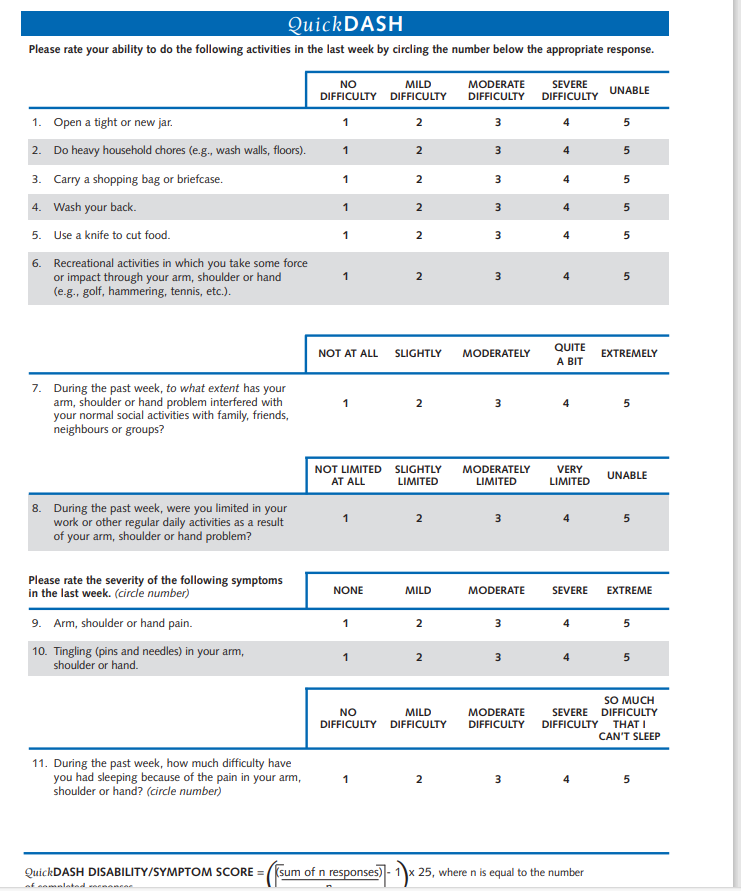 QuickDASH
Please rate your ability to do the following activities in the last week by circling the number below the appropriate response.
NO DIFFICULTY MILD DIFFICULTY MODERATE DIFFICULTY SEVERE DIFFICULTY UNABLE
1. Open a tight or new jar. 1 2 3 4 5
2. Do heavy household chores (e.g., wash walls, floors). 1 2 3 4 5
3. Carry a shopping bag or briefcase. 1 2 3 4 5
4. Wash your back. 1 2 3 4 5
5. Use a knife to cut food. 1 2 3 4 5
6. Recreational activities in which you take some force
or impact through your arm, shoulder or hand 1 2 3 4 5
(e.g., golf, hammering, tennis, etc.).
NOT AT ALL SLIGHTLY MODERATELY QUITE A BIT EXTREMELY
7. During the past week, to what extent has your
arm, shoulder or hand problem interfered with 1 2 3 4 5
your normal social activities with family, friends,
neighbours or groups?
NOT LIMITED AT ALL SLIGHTLY LIMITED MODERATELY LIMITED VERY LIMITED UNABLE
8. During the past week, were you limited in your
work or other regular daily activities as a result 1 2 3 4 5
of your arm, shoulder or hand problem?
Please rate the severity of the following symptoms
in the last week. (circle number) NONE MILD MODERATE SEVERE EXTREME
9. Arm, shoulder or hand pain. 1 2 3 4 5
10. Tingling (pins and needles) in your arm,
shoulder or hand. 1 2 3 4 5
NO DIFFICULTY MILD DIFFICULTY MODERATE DIFFICULTY SEVERE DIFFICULTY SO MUCH DIFFICULTY THAT I CAN'T SLEEP
11. During the past week, how much difficulty have
you had sleeping because of the pain in your arm, 1 2 3 4 5
shoulder or hand? (circle number)
QuickDASH DISABILITY/SYMPTOM SCORE = ((sum of n responses) - 1) x 25, where n is equal to the number
n
of completed responses